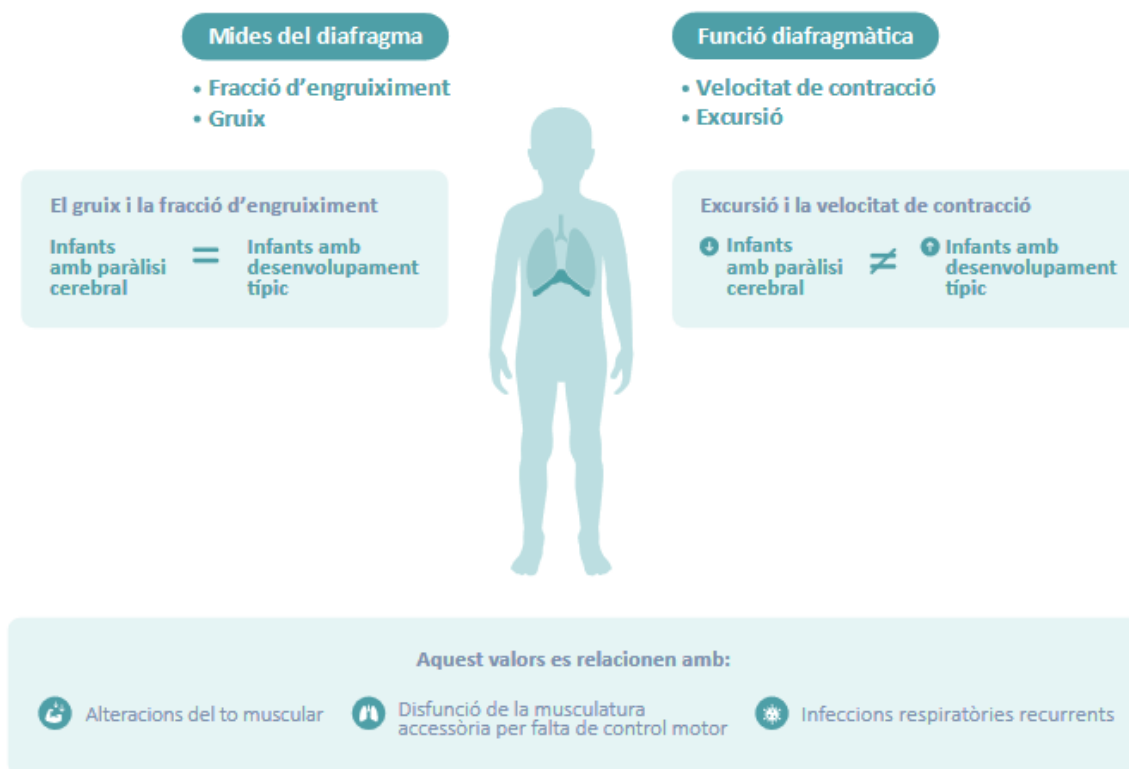 Mides del diafragma
• Fracció d'engruiximent
• Gruix
El gruix i la fracció d'engruiximent
Infants
amb paràlisi
cerebral
=
Infants amb
desenvolupament
típic
Funció diafragmàtica
• Velocitat de contracció
• Excursió
Excursió i la velocitat de contracció
Infants
amb paràlisi
cerebral
≠
Infants amb
desenvolupament
típic
Aquest valors es relacionen amb:
Alteracions del to muscular
Disfunció de la musculatura
accessòria per falta de control motor
Infeccions respiratòries recurrents